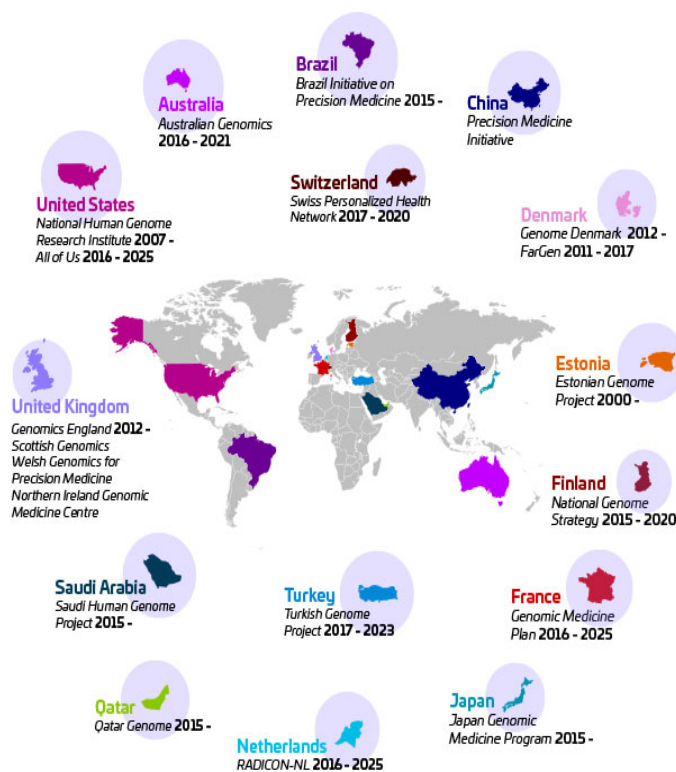 Brazil
Brazil Initiative on
Precision Medicine 2015 -
Australia
Australian Genomics
2016 - 2021
China
Precision Medicine
Initiative
United States
National Human Genome
Research Institute 2007 -
All of Us 2016 - 2025
Switzerland
Swiss Personalized Health
Network 2017 - 2020
Denmark
Genome Denmark 2012 -
FarGen 2011 - 2017
United Kingdom
Genomics England 2012 -
Scottish Genomics
Welsh Genomics for
Precision Medicine
Northern Ireland Genomic
Medicine Centre
Estonia
Estonian Genome
Project 2000 -
Finland
National Genome
Strategy 2015 - 2020
Saudi Arabia
Saudi Human Genome
Project 2015 -
Turkey
Turkish Genome
Project 2017 - 2023
France
Genomic Medicine
Plan 2016 - 2025
Qatar
Qatar Genome 2015 -
Netherlands
RADICON-NL 2016 - 2025
Japan
Japan Genomic
Medicine Program 2015 -